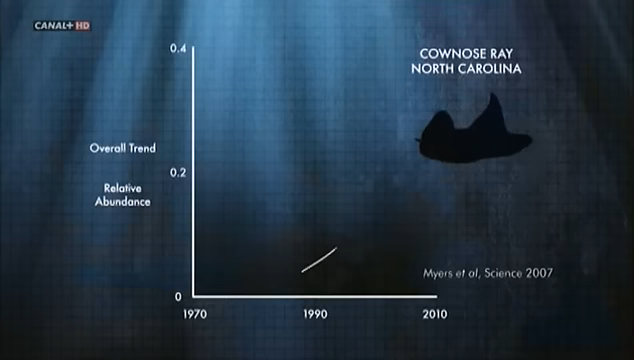 CANAL+ HD
0.4
COWNOSE RAY
NORTH CAROLINA
Overall Trend
0.2
Relative
Abundance
Myers et al, Science 2007
0
1970
1990
2010